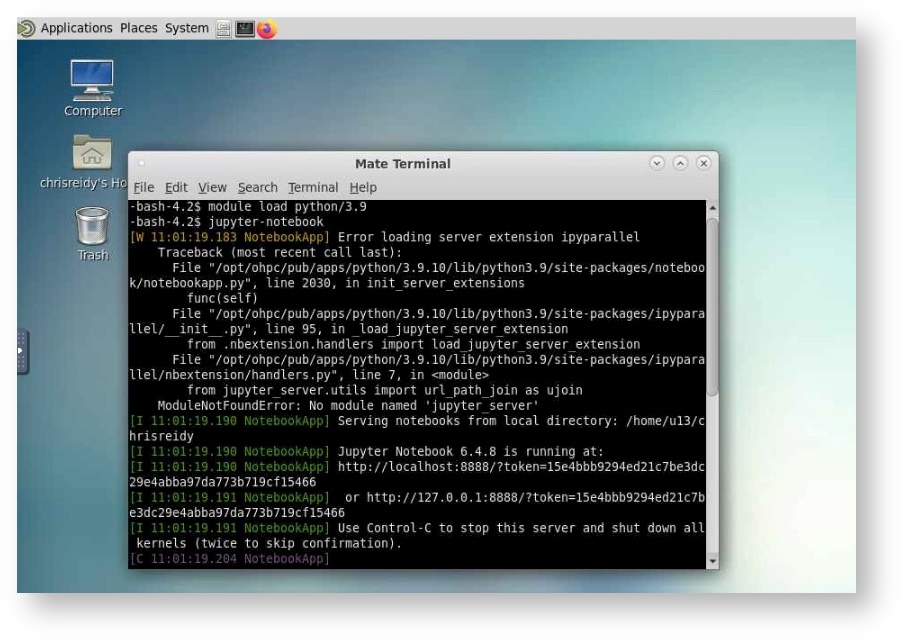 Applications Places System
Computer
chrisreidy's Ho
Trash
Mate Terminal
File Edit View Search Terminal Help
-bash-4.2$ module load python/3.9
-bash-4.2$ jupyter-notebook
[W 11:01:19.183 NotebookApp] Error loading server extension ipyparallel
Traceback (most recent call last):
File "/opt/ohpc/pub/apps/python/3.9.10/lib/python3.9/site-packages/noteboo
k/notebookapp.py", line 2030, in init_server_extensions
func(self)
File "/opt/ohpc/pub/apps/python/3.9.10/lib/python3.9/site-packages/ipypara
llel/__init__.py", line 95, in _load_jupyter_server_extension
from .nbextension.handlers import load_jupyter_server_extension
File "/opt/ohpc/pub/apps/python/3.9.10/lib/python3.9/site-packages/ipypara
llel/nbextension/handlers.py", line 7, in <module>
from jupyter_server.utils import url_path_join as ujoin
ModuleNotFoundError: No module named 'jupyter_server'
[I 11:01:19.190 NotebookApp] Serving notebooks from local directory: /home/u13/c
hrisreidy
[I 11:01:19.190 NotebookApp] Jupyter Notebook 6.4.8 is running at:
[I 11:01:19.190 NotebookApp] http://localhost:8888/?token=15e4bbb9294ed21c7be3dc
29e4abba97da773b719cf15466
[I 11:01:19.191 NotebookApp]  or http://127.0.0.1:8888/?token=15e4bbb9294ed21c7b
e3dc29e4abba97da773b719cf15466
[I 11:01:19.191 NotebookApp] Use Control-C to stop this server and shut down all
kernels (twice to skip confirmation).
[C 11:01:19.204 NotebookApp]